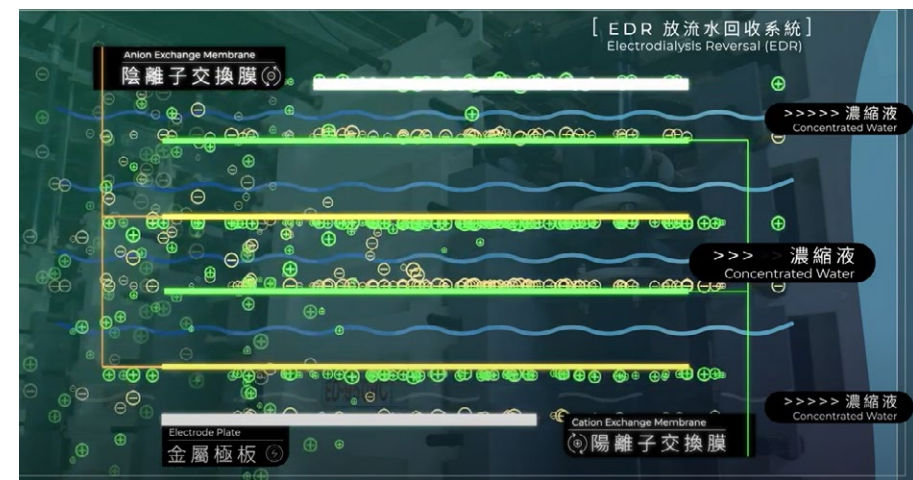 [ EDR 放流水回收系統 ]
Electrodialysis Reversal (EDR)
Anion Exchange Membrane
陰離子交換膜
>>>>> 濃縮液
Concentrated Water
>>> 濃縮液
Concentrated Water
>>>>> 濃縮液
Concentrated Water
Cation Exchange Membrane
陽離子交換膜
Electrode Plate
金屬極板